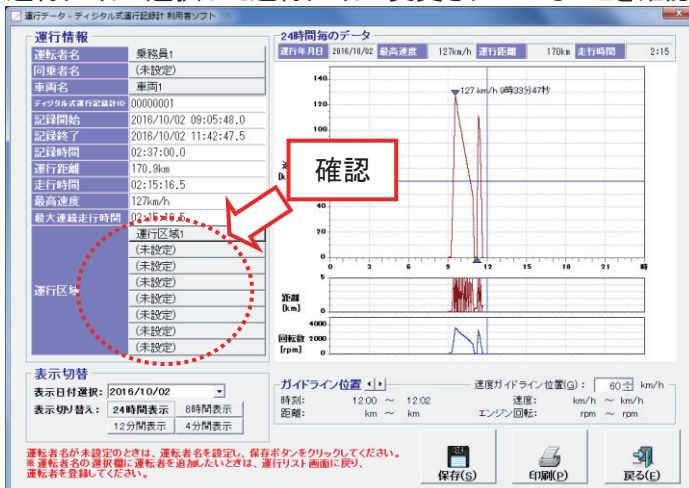 運行データ - ディジタル式運行記録計 利用者ソフト
運行情報
運転者名 乗務員1
同乗者名 (未設定)
車両名 車両1
ディジタル式運行記録計ID 00000001
記録開始 2016/10/02 09:05:48.0
記録終了 2016/10/02 11:42:47.5
記録時間 02:37:00.0
運行距離 170.9km
走行時間 02:15:16.5
最高速度 127km/h
最大連続走行時間 02:15:16.5
運行区域
運行区域1
(未設定)
(未設定)
(未設定)
(未設定)
(未設定)
(未設定)
(未設定)
24時間毎のデータ
運行年月日 2016/10/02 最高速度 127km/h 運行距離 170km 走行時間 2:15
140
120
100
40
20
0
127 km/h 9時33分47秒
確認
0 3 6 9 12 15 18 21 時
5
距離
[km]
0
4000
回転数 2000
[rpm] 0
表示切替
表示日付選択: 2016/10/02
表示切り替え: 24時間表示 8時間表示
12分間表示 4分間表示
ガイドライン位置
速度ガイドライン位置(G): 60 km/h
時刻: 12:00 ～ 12:02 速度: km/h ～ km/h
距離: km ～ km エンジン回転: rpm ～ rpm
運転者名が未設定のときは、運転者名を設定し、保存ボタンをクリックしてください。
※ 運転者名の選択欄に運転者を追加したいときは、運行リスト画面に戻り、
運転者を登録してください。
保存(S) 印刷(P) 戻る(E)